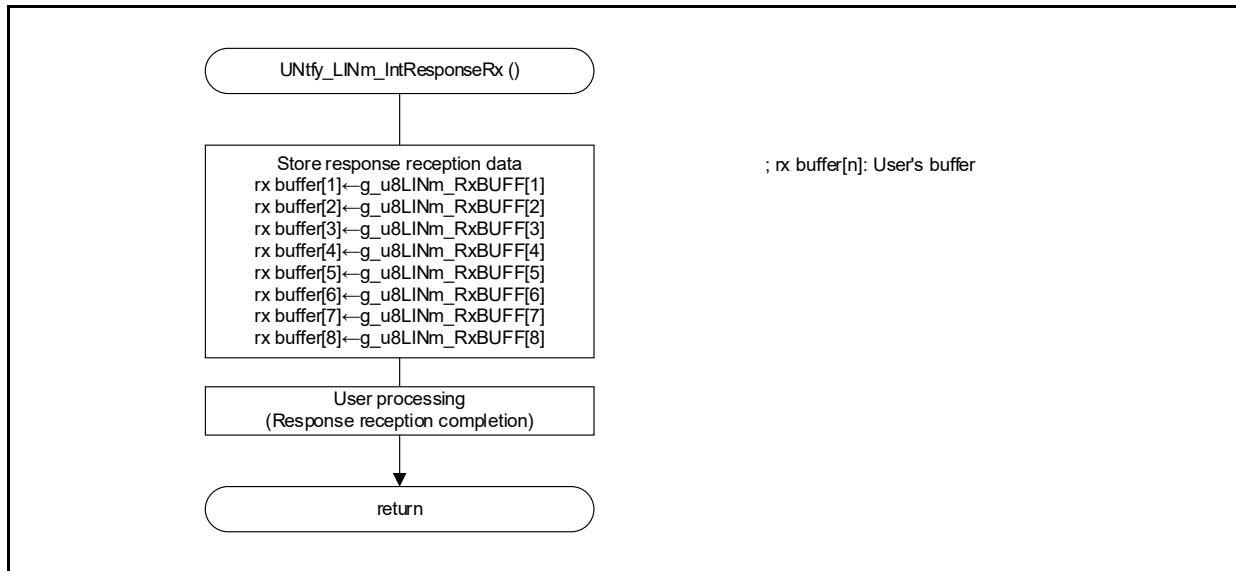 UNtfy_LINm_IntResponseRx ()
Store response reception data
rx buffer[1]←g_u8LINm_RxBUFF[1]
rx buffer[2]←g_u8LINm_RxBUFF[2]
rx buffer[3]←g_u8LINm_RxBUFF[3]
rx buffer[4]←g_u8LINm_RxBUFF[4]
rx buffer[5]←g_u8LINm_RxBUFF[5]
rx buffer[6]←g_u8LINm_RxBUFF[6]
rx buffer[7]←g_u8LINm_RxBUFF[7]
rx buffer[8]←g_u8LINm_RxBUFF[8]
; rx buffer[n]: User's buffer
User processing
(Response reception completion)
return